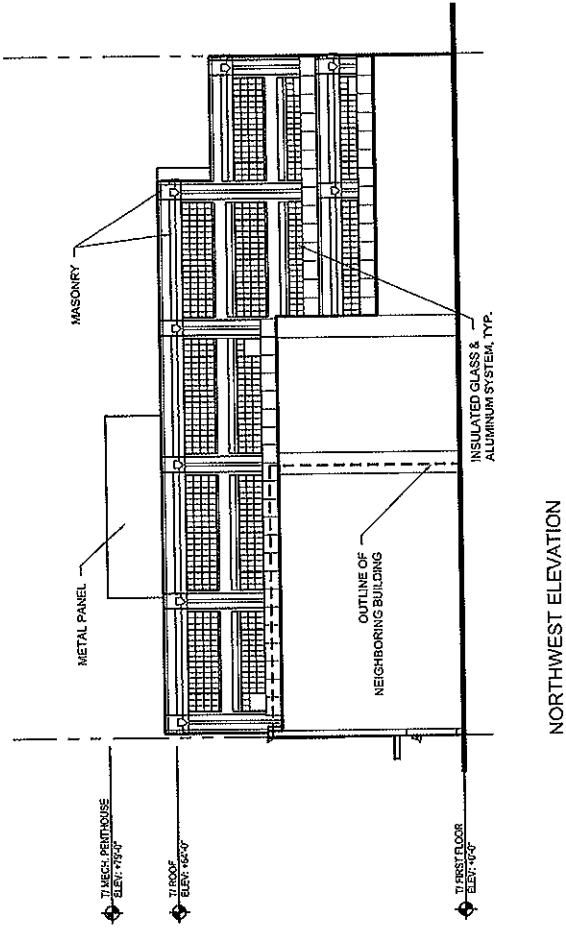 T/ MECH. PENTHOUSE
ELEV: +79'-0"
T/ ROOF
ELEV: +64'-0"
T/ FIRST FLOOR
ELEV: +0'-0"
METAL PANEL
MASONRY
OUTLINE OF
NEIGHBORING BUILDING
INSULATED GLASS &
ALUMINUM SYSTEM, TYP.
NORTHWEST ELEVATION